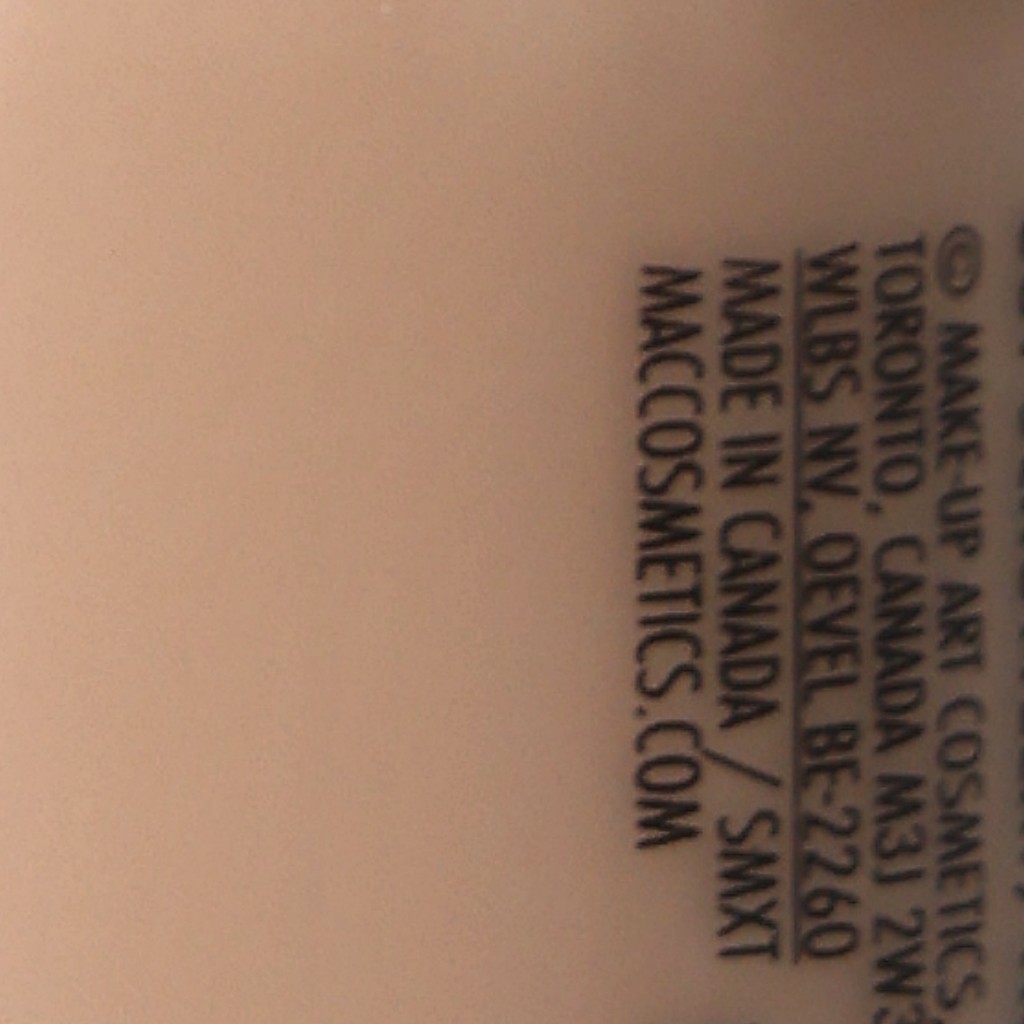 © MAKE-UP ART COSMETICS
TORONTO, CANADA M3J 2W3
WLBS NV, OEVEL BE-2260
MADE IN CANADA / SMXT
MACCOSMETICS.COM